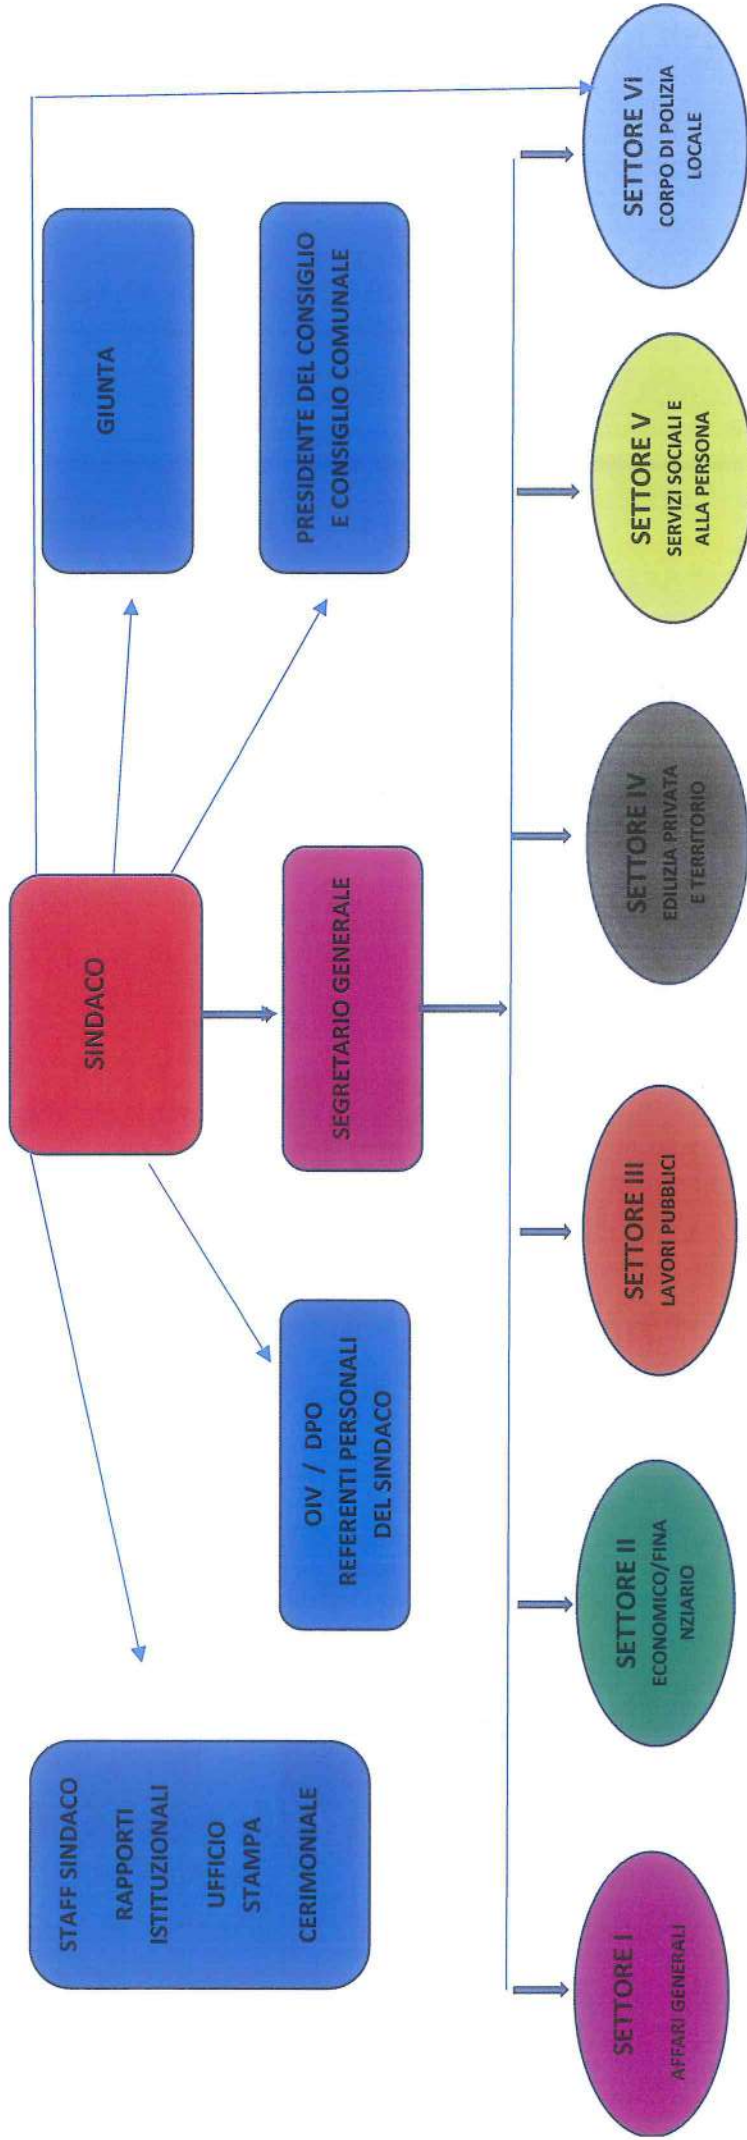 SINDACO
GIUNTA
STAFF SINDACO
RAPPORTI
ISTITUZIONALI
UFFICIO
STAMPA
CERIMONIALE
OIV / DPO
REFERENTI PERSONALI
DEL SINDACO
SEGRETARIO GENERALE
PRESIDENTE DEL CONSIGLIO
E CONSIGLIO COMUNALE
SETTORE I
AFFARI GENERALI
SETTORE II
ECONOMICO/FINA
NZIARIO
SETTORE III
LAVORI PUBBLICI
SETTORE IV
EDILIZIA PRIVATA
E TERRITORIO
SETTORE V
SERVIZI SOCIALI E
ALLA PERSONA
SETTORE VI
CORPO DI POLIZIA
LOCALE